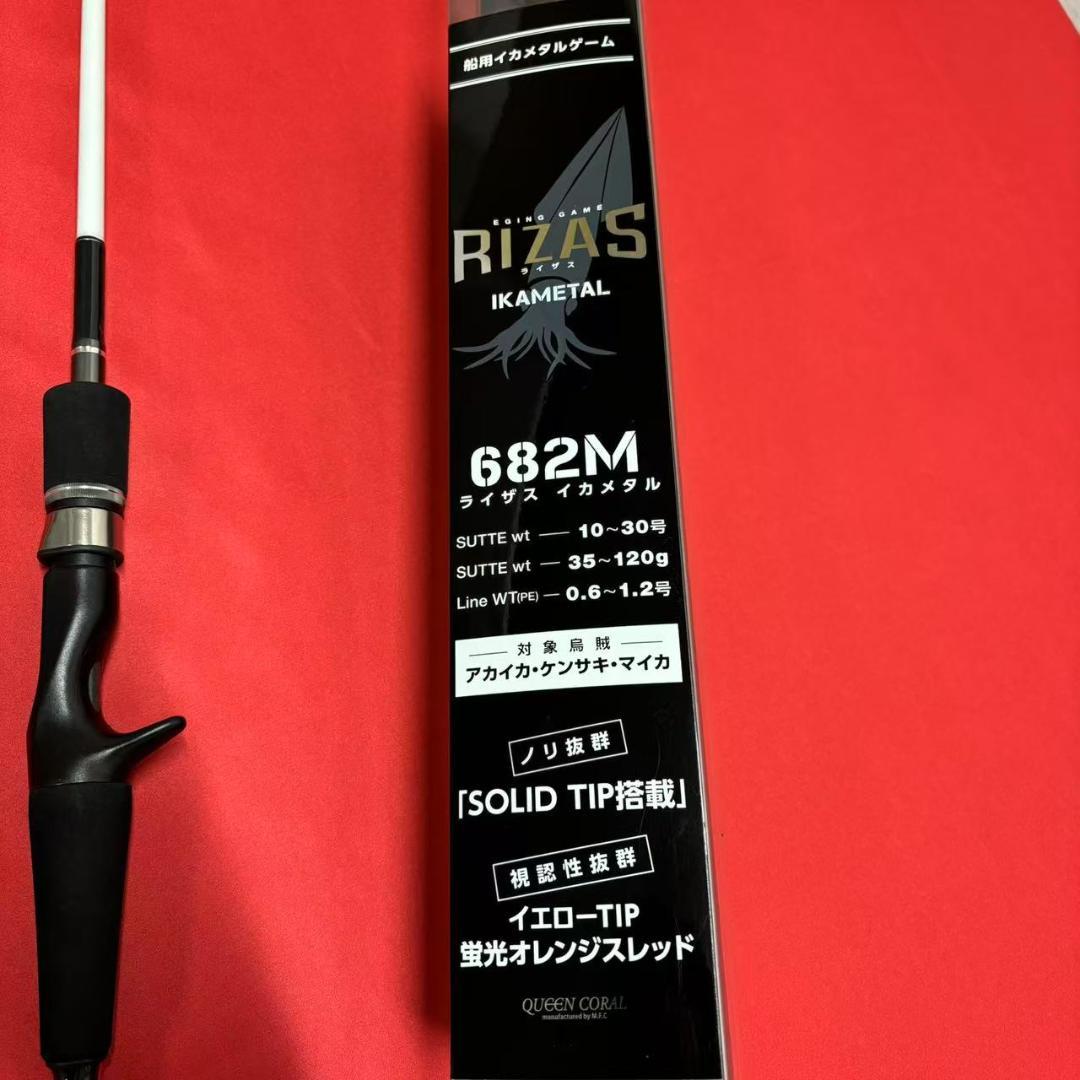 船用イカメタルゲーム
EGING GAME
RIZAS
ライザス
IKAMETAL
682M
ライザス イカメタル
SUTTE wt — 10~30号
SUTTE wt — 35~120g
Line WT(PE) — 0.6~1.2号
対象烏賊
アカイカ・ケンサキ・マイカ
ノリ抜群
「SOLID TIP搭載」
視認性抜群
イエローTIP
蛍光オレンジスレッド
QUEEN CORAL
manufactured by M.F.C